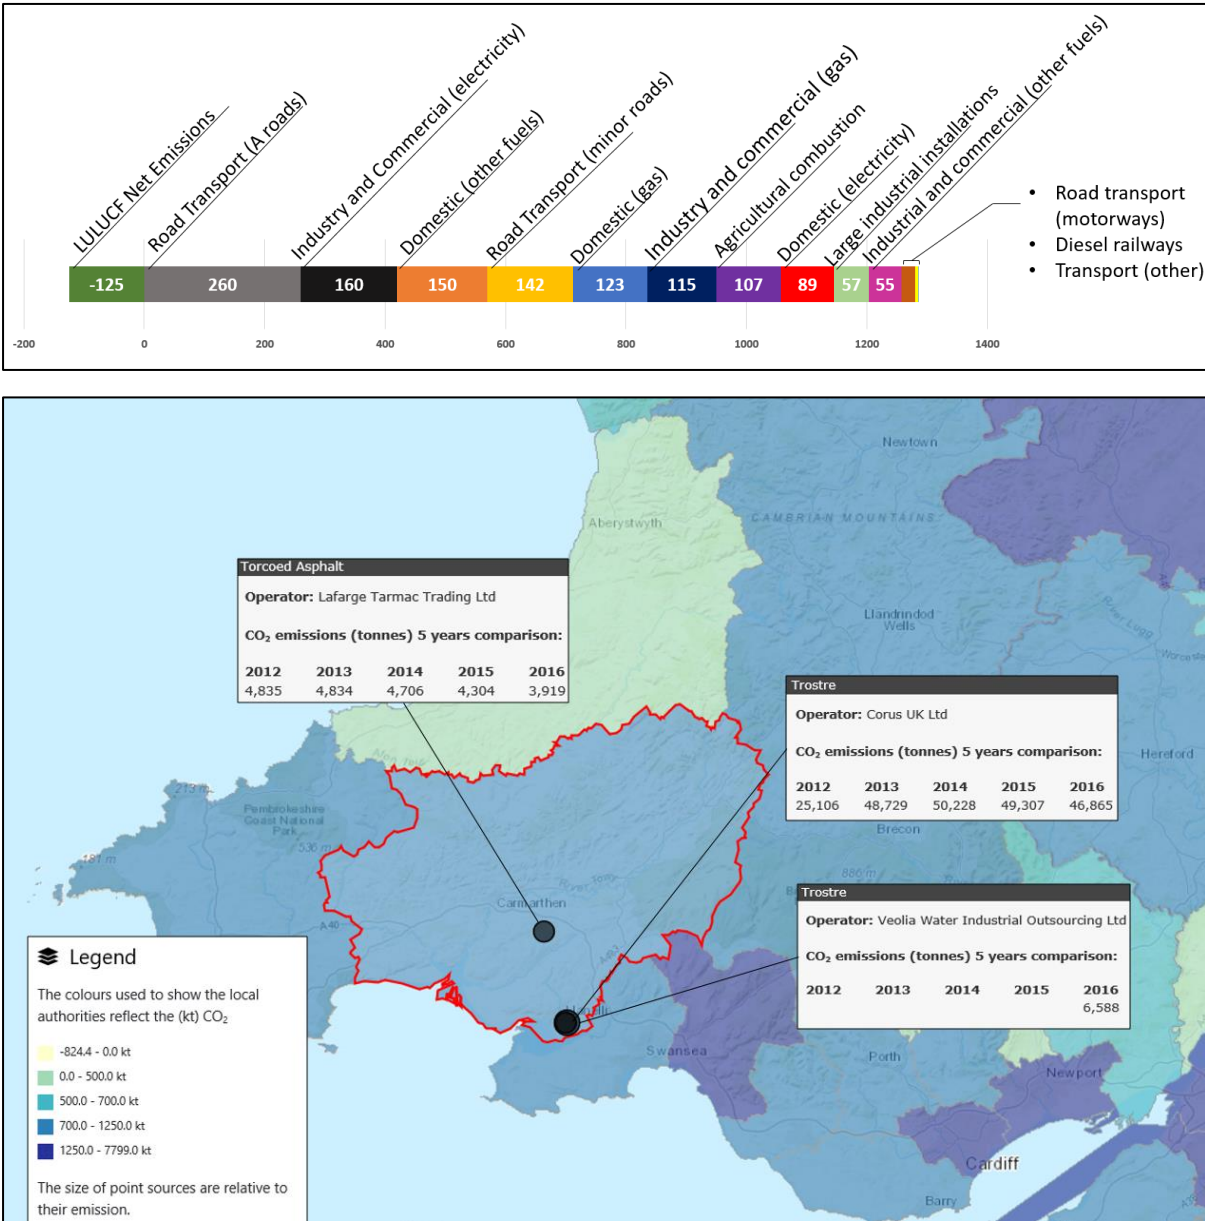 LULUCF Net Emissions
Road Transport (A roads)
Industry and Commercial (electricity)
Domestic (other fuels)
Road Transport (minor roads)
Domestic (gas)
Industry and commercial (gas)
Agricultural combustion
Domestic (electricity)
Large industrial installations
Industrial and commercial (other fuels)
• Road transport
(motorways)
• Diesel railways
• Transport (other)
-125 260 160 150 142 123 115 107 89 57 55
-200 0 200 400 600 800 1000 1200 1400
Newtown
Aberystwyth
CAMBRIAN MOUNTAINS
Torcoed Asphalt
Operator: Lafarge Tarmac Trading Ltd
CO₂ emissions (tonnes) 5 years comparison:
2012 2013 2014 2015 2016
4,835 4,834 4,706 4,304 3,919
Llandrindod
Wells
River Lugg
Trostre
Operator: Corus UK Ltd
CO₂ emissions (tonnes) 5 years comparison:
2012 2013 2014 2015 2016
25,106 48,729 50,228 49,307 46,865
Hereford
213 m
Pembrokeshire
Coast National
Park
536 m
181 m
Brecon
886 m
Carmarthen
A40
Trostre
Operator: Veolia Water Industrial Outsourcing Ltd
CO₂ emissions (tonnes) 5 years comparison:
2012 2013 2014 2015 2016
6,588
Swansea
Porth
Newport
Cardiff
Barry
Legend
The colours used to show the local
authorities reflect the (kt) CO₂
-824.4 - 0.0 kt
0.0 - 500.0 kt
500.0 - 700.0 kt
700.0 - 1250.0 kt
1250.0 - 7799.0 kt
The size of point sources are relative to
their emission.